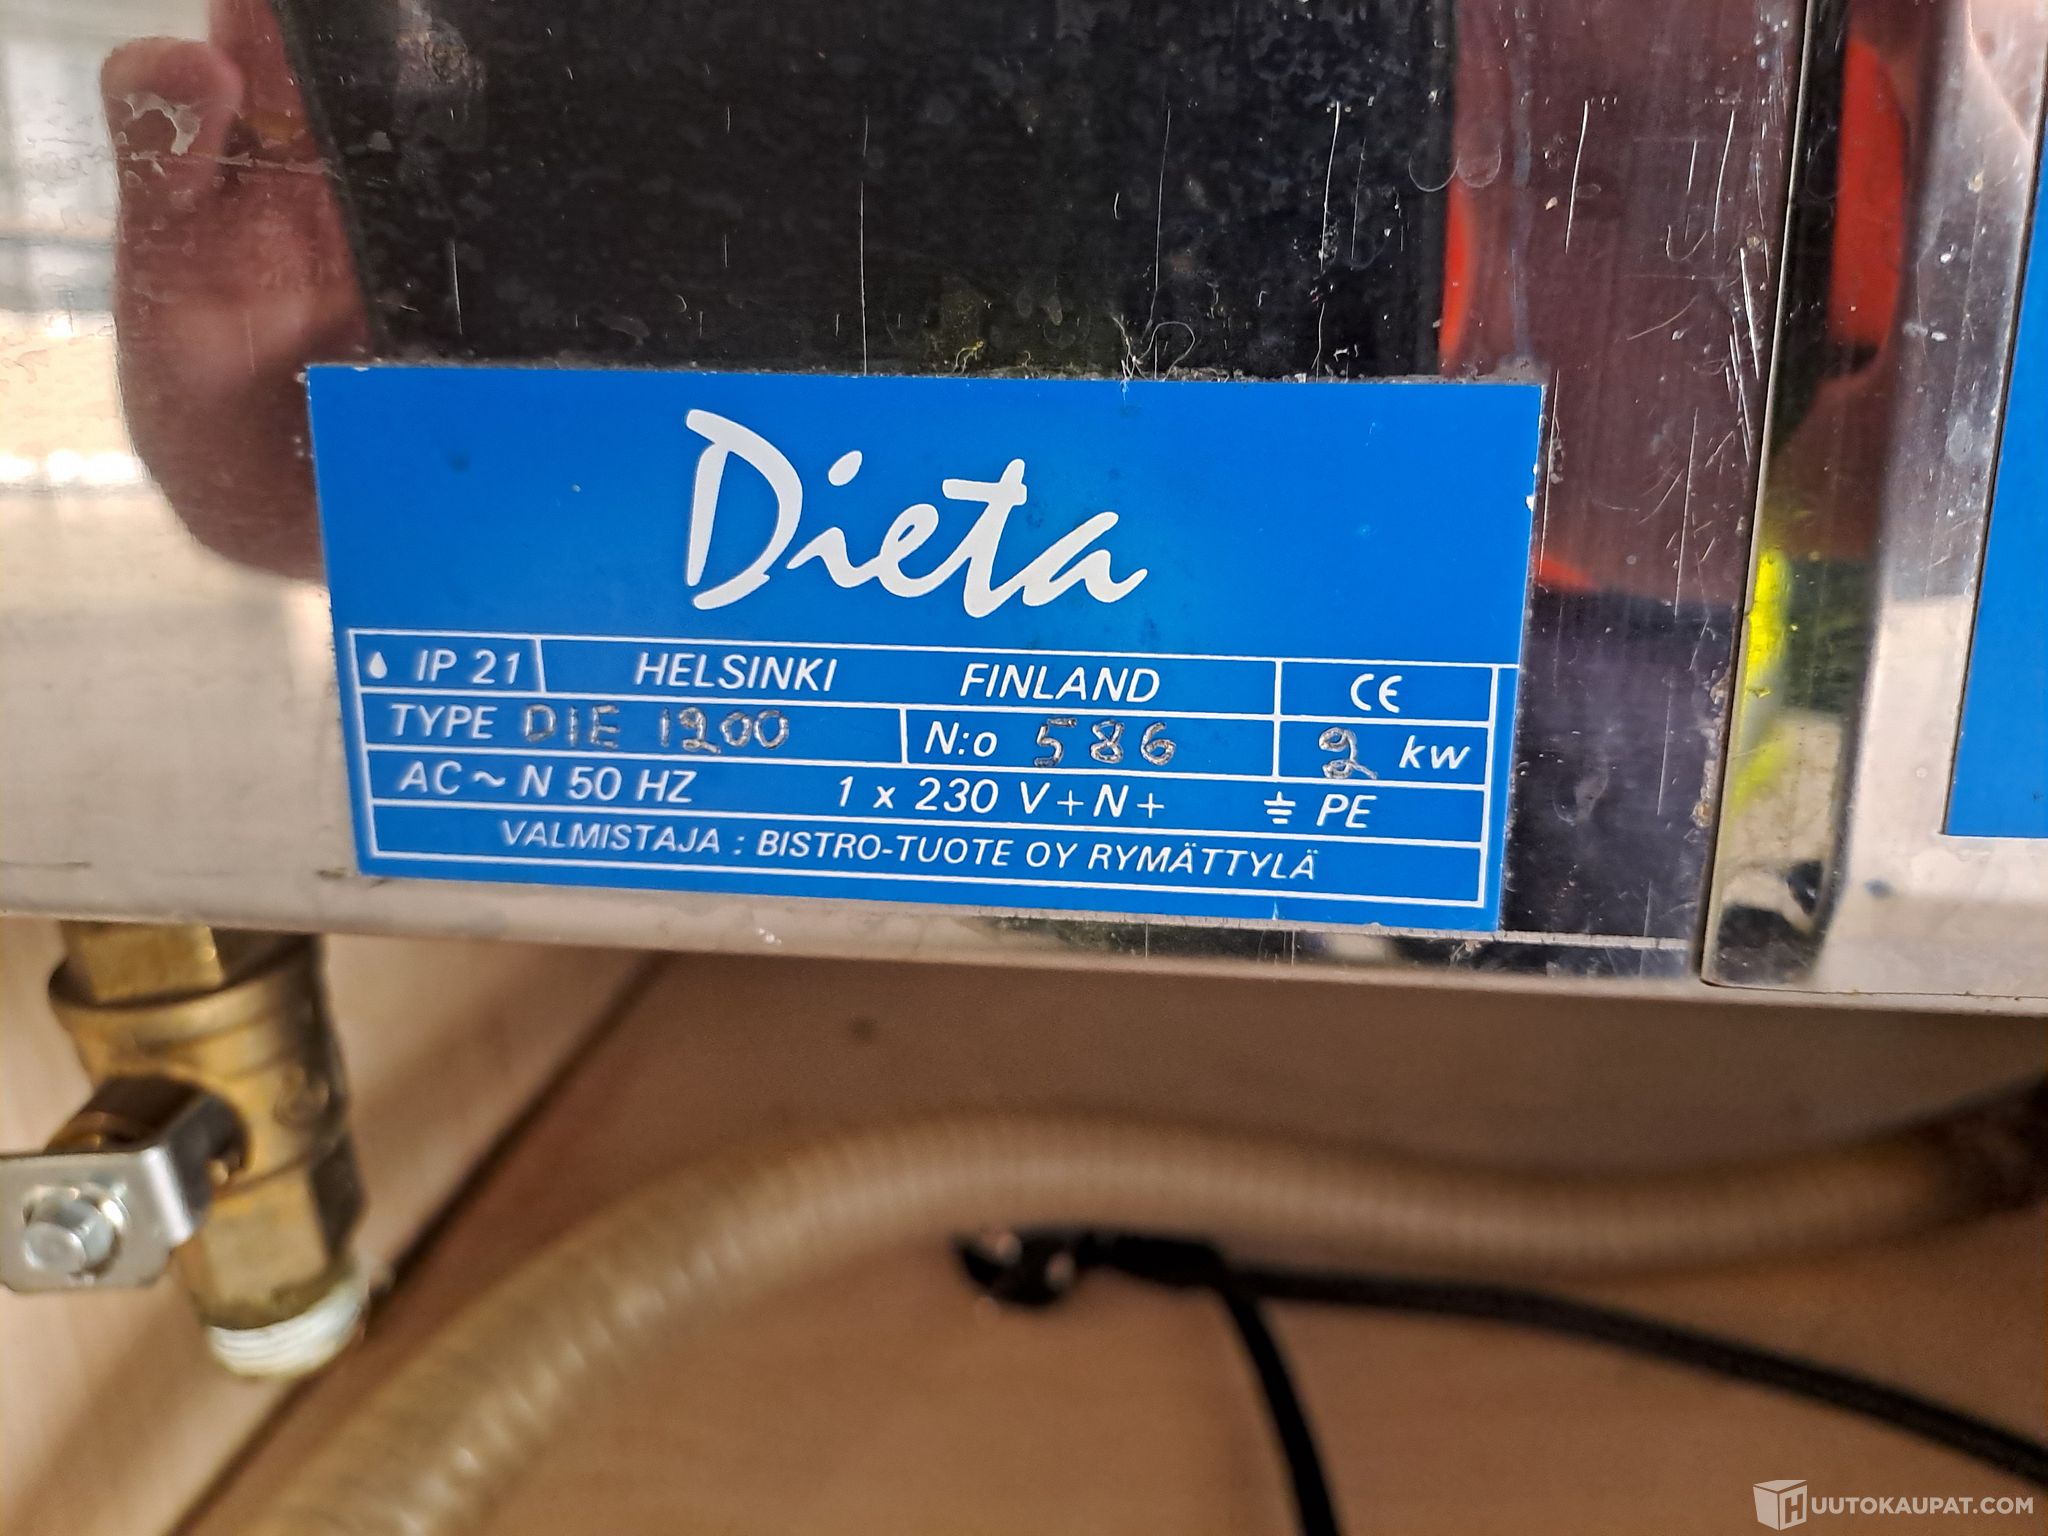 Dieta
IP 21 HELSINKI FINLAND CE
TYPE DIE 1200 N:o 586 2 kw
AC ~ N 50 HZ 1 x 230 V + N + ⏚ PE
VALMISTAJA : BISTRO-TUOTE OY RYMÄTTYLÄ
HUUTOKAUPAT.COM